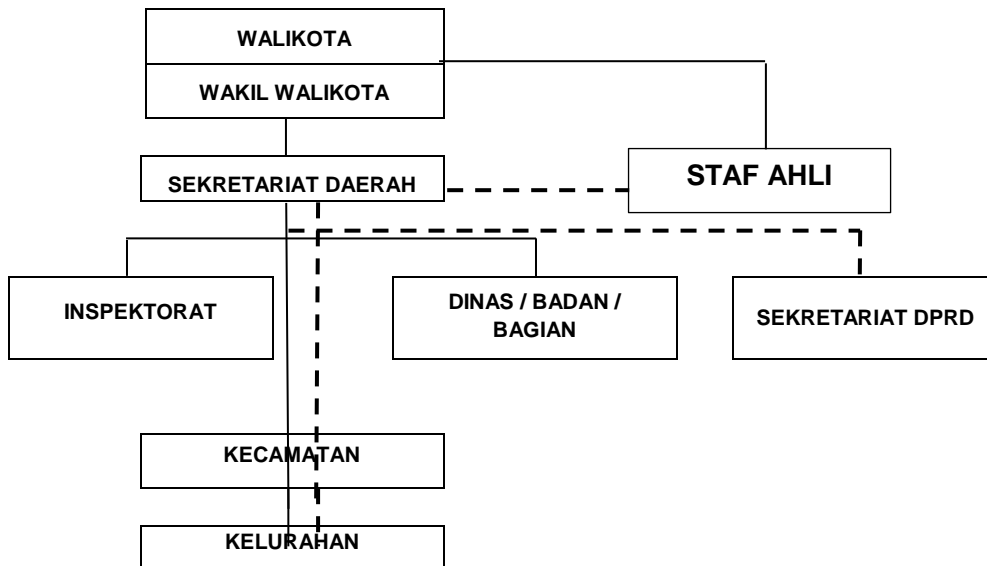 WALIKOTA
WAKIL WALIKOTA
SEKRETARIAT DAERAH
STAF AHLI
INSPEKTORAT
DINAS / BADAN /
BAGIAN
SEKRETARIAT DPRD
KECAMATAN
KELURAHAN